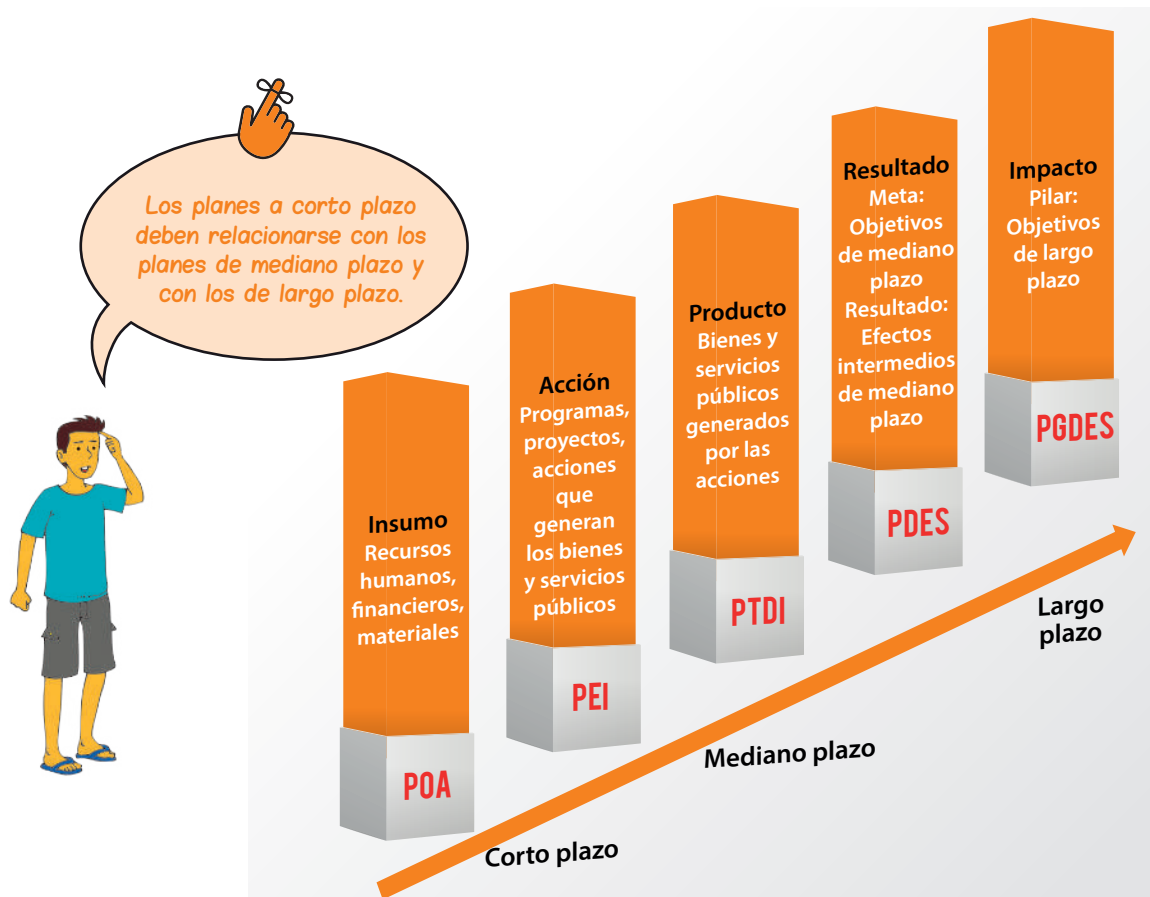 Los planes a corto plazo
deben relacionarse con los
planes de mediano plazo y
con los de largo plazo.
Insumo
Recursos
humanos,
financieros,
materiales
POA
Acción
Programas,
proyectos,
acciones
que
generan
los bienes
y servicios
públicos
PEI
Producto
Bienes y
servicios
públicos
generados
por las
acciones
PTDI
Resultado
Meta:
Objetivos
de mediano
plazo
Resultado:
Efectos
intermedios
de mediano
plazo
PDES
Impacto
Pilar:
Objetivos
de largo
plazo
PGDES
Corto plazo
Mediano plazo
Largo
plazo